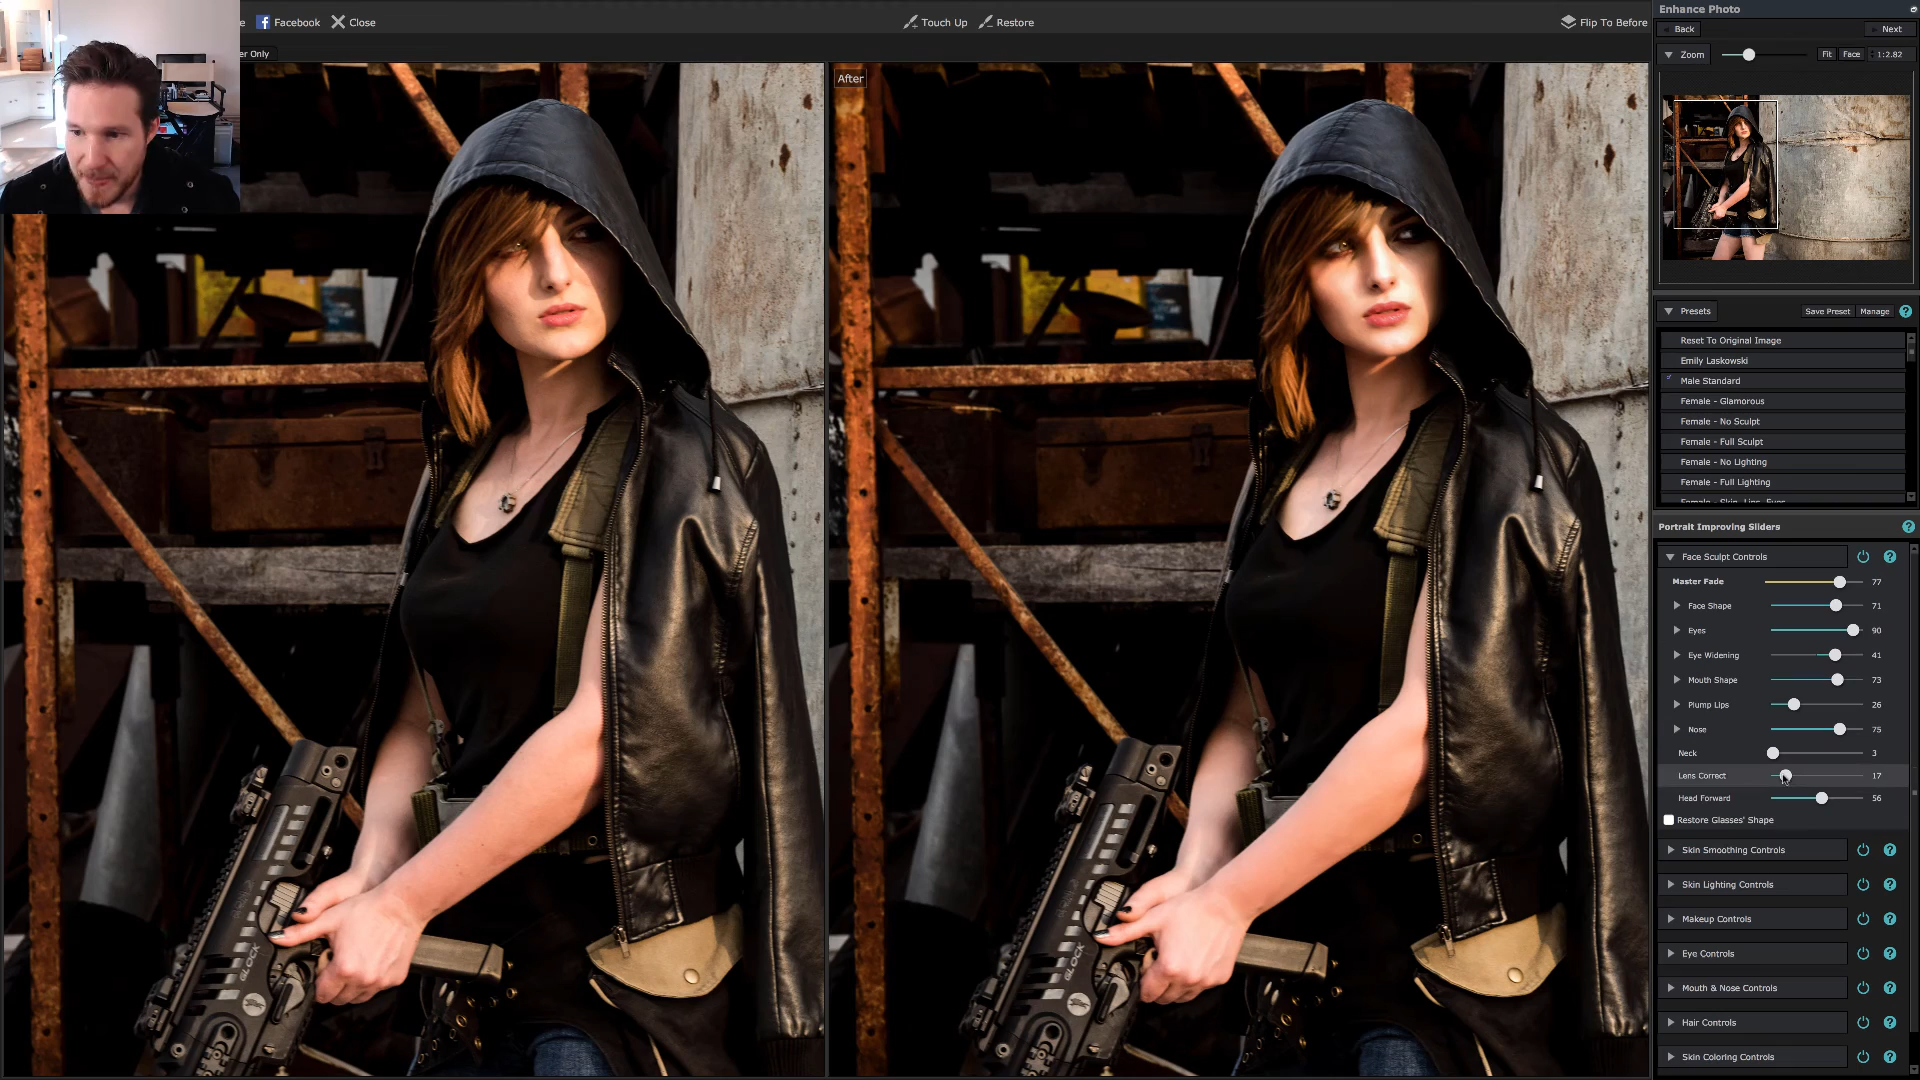 e Facebook Close Touch Up Restore Flip To Before
er Only
After
Enhance Photo
Back Next
Zoom Fit Face 1:2.82
Presets Save Preset Manage ?
Reset To Original Image
Emily Laskowski
Male Standard
Female - Glamorous
Female - No Sculpt
Female - Full Sculpt
Female - No Lighting
Female - Full Lighting
Female - Skin, Lips, Eyes
Portrait Improving Sliders ?
Face Sculpt Controls ?
Master Fade 77
Face Shape 71
Eyes 90
Eye Widening 41
Mouth Shape 73
Plump Lips 26
Nose 75
Neck 3
Lens Correct 17
Head Forward 56
Restore Glasses' Shape
Skin Smoothing Controls ?
Skin Lighting Controls ?
Makeup Controls ?
Eye Controls ?
Mouth & Nose Controls ?
Hair Controls ?
Skin Coloring Controls ?
GLOCK
GLOCK